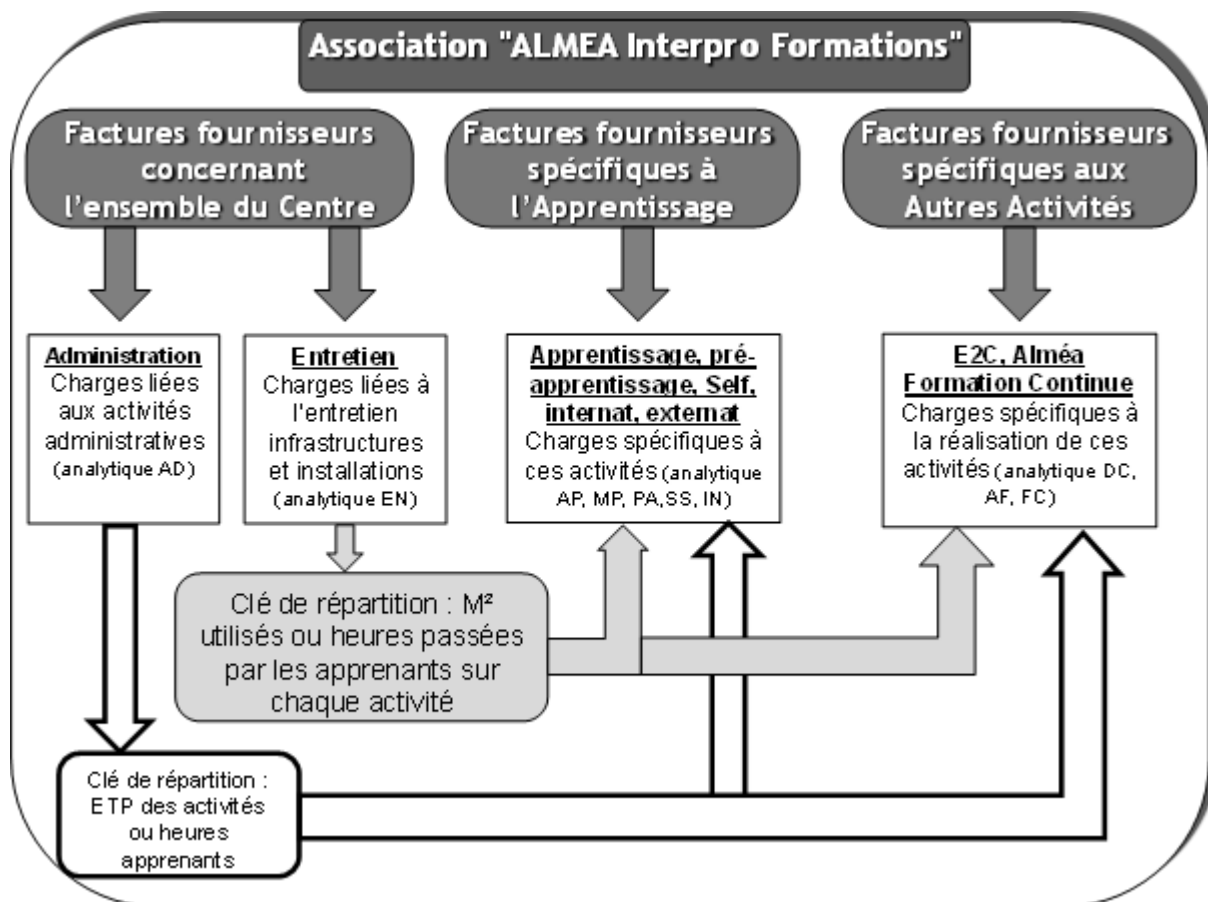 Association "ALMEA Interpro Formations"
Factures fournisseurs
concernant
l'ensemble du Centre
Factures fournisseurs
spécifiques à
l'Apprentissage
Factures fournisseurs
spécifiques aux
Autres Activités
Administration
Charges liées
aux activités
administratives
(analytique AD)
Entretien
Charges liées à
l'entretien
infrastructures
et installations
(analytique EN)
Apprentissage, pré-
apprentissage, Self,
internat, externat
Charges spécifiques à
ces activités (analytique
AP, MP, PA,SS, IN)
E2C, Alméa
Formation Continue
Charges spécifiques à
la réalisation de ces
activités (analytique DC,
AF, FC)
Clé de répartition : M²
utilisés ou heures passées
par les apprenants sur
chaque activité
Clé de répartition :
ETP des activités
ou heures
apprenants